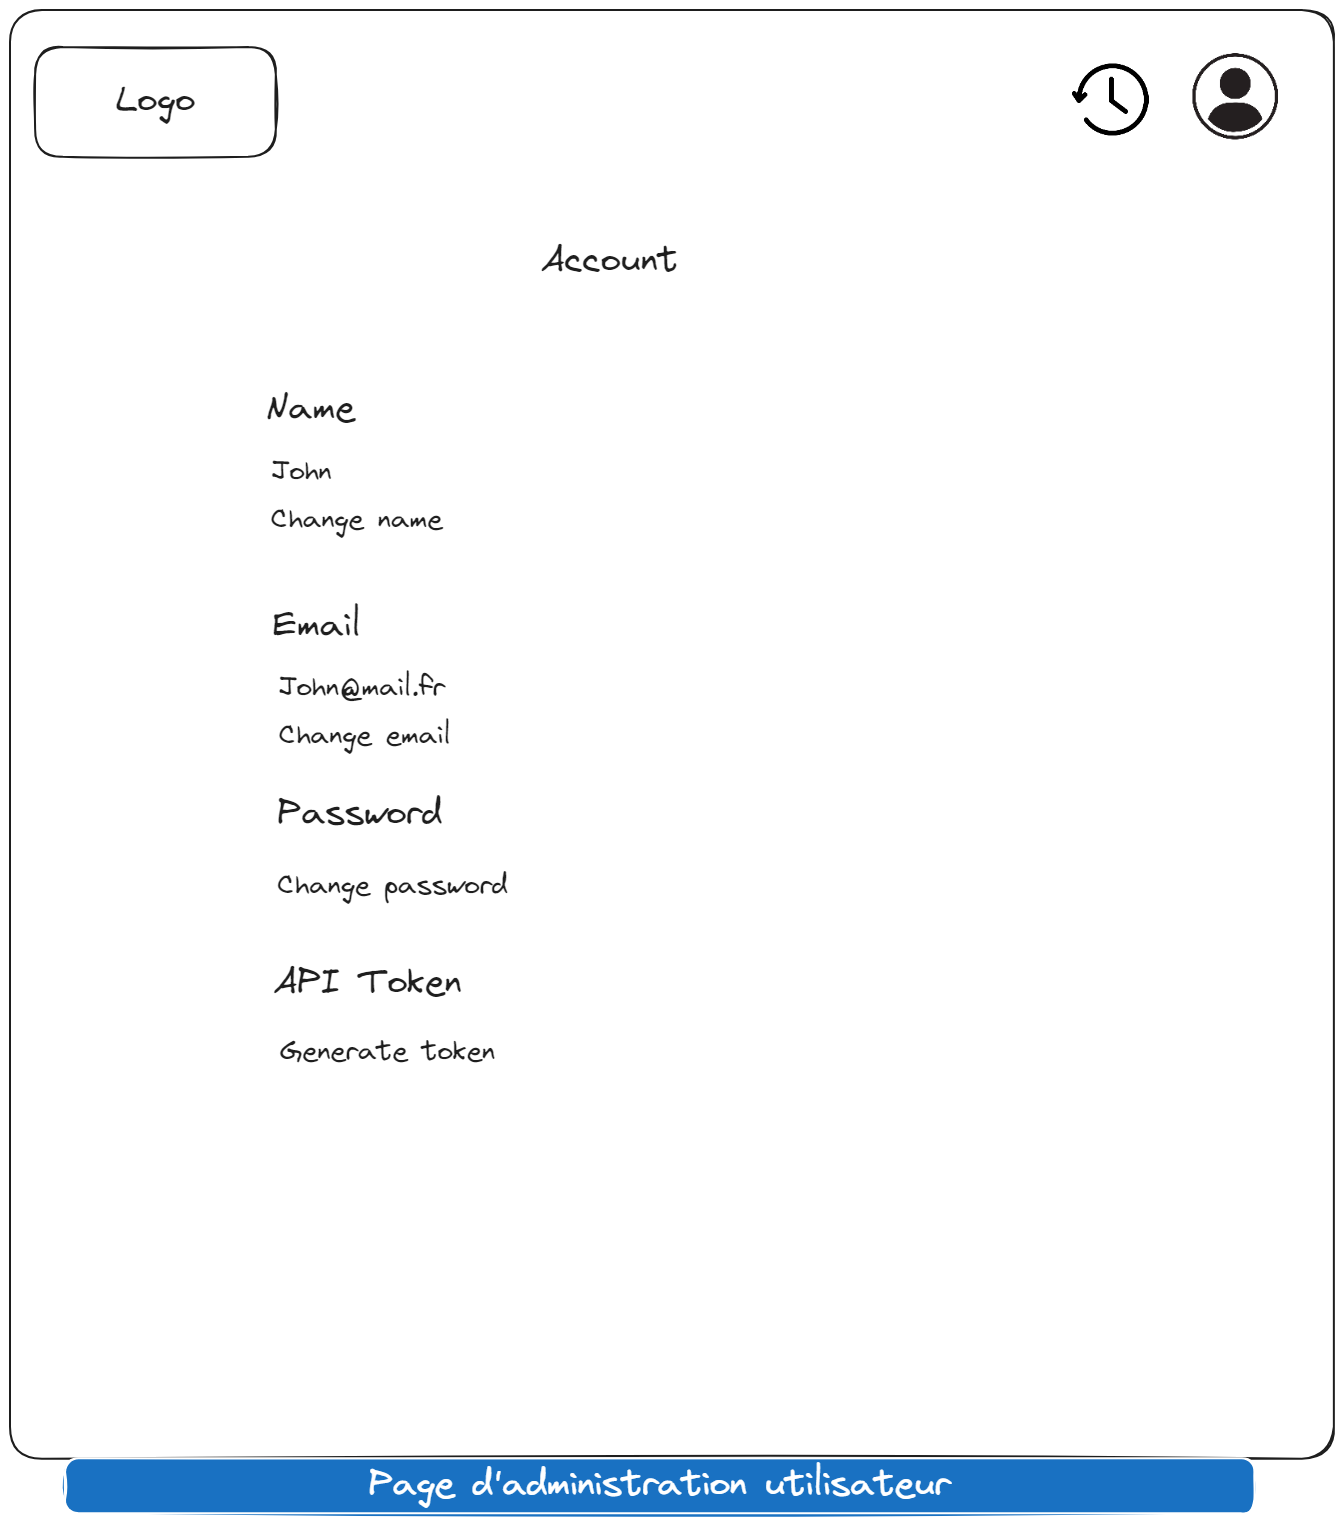 Logo
Account
Name
John
Change name
Email
John@mail.fr
Change email
Password
Change password
API Token
Generate token
Page d'administration utilisateur